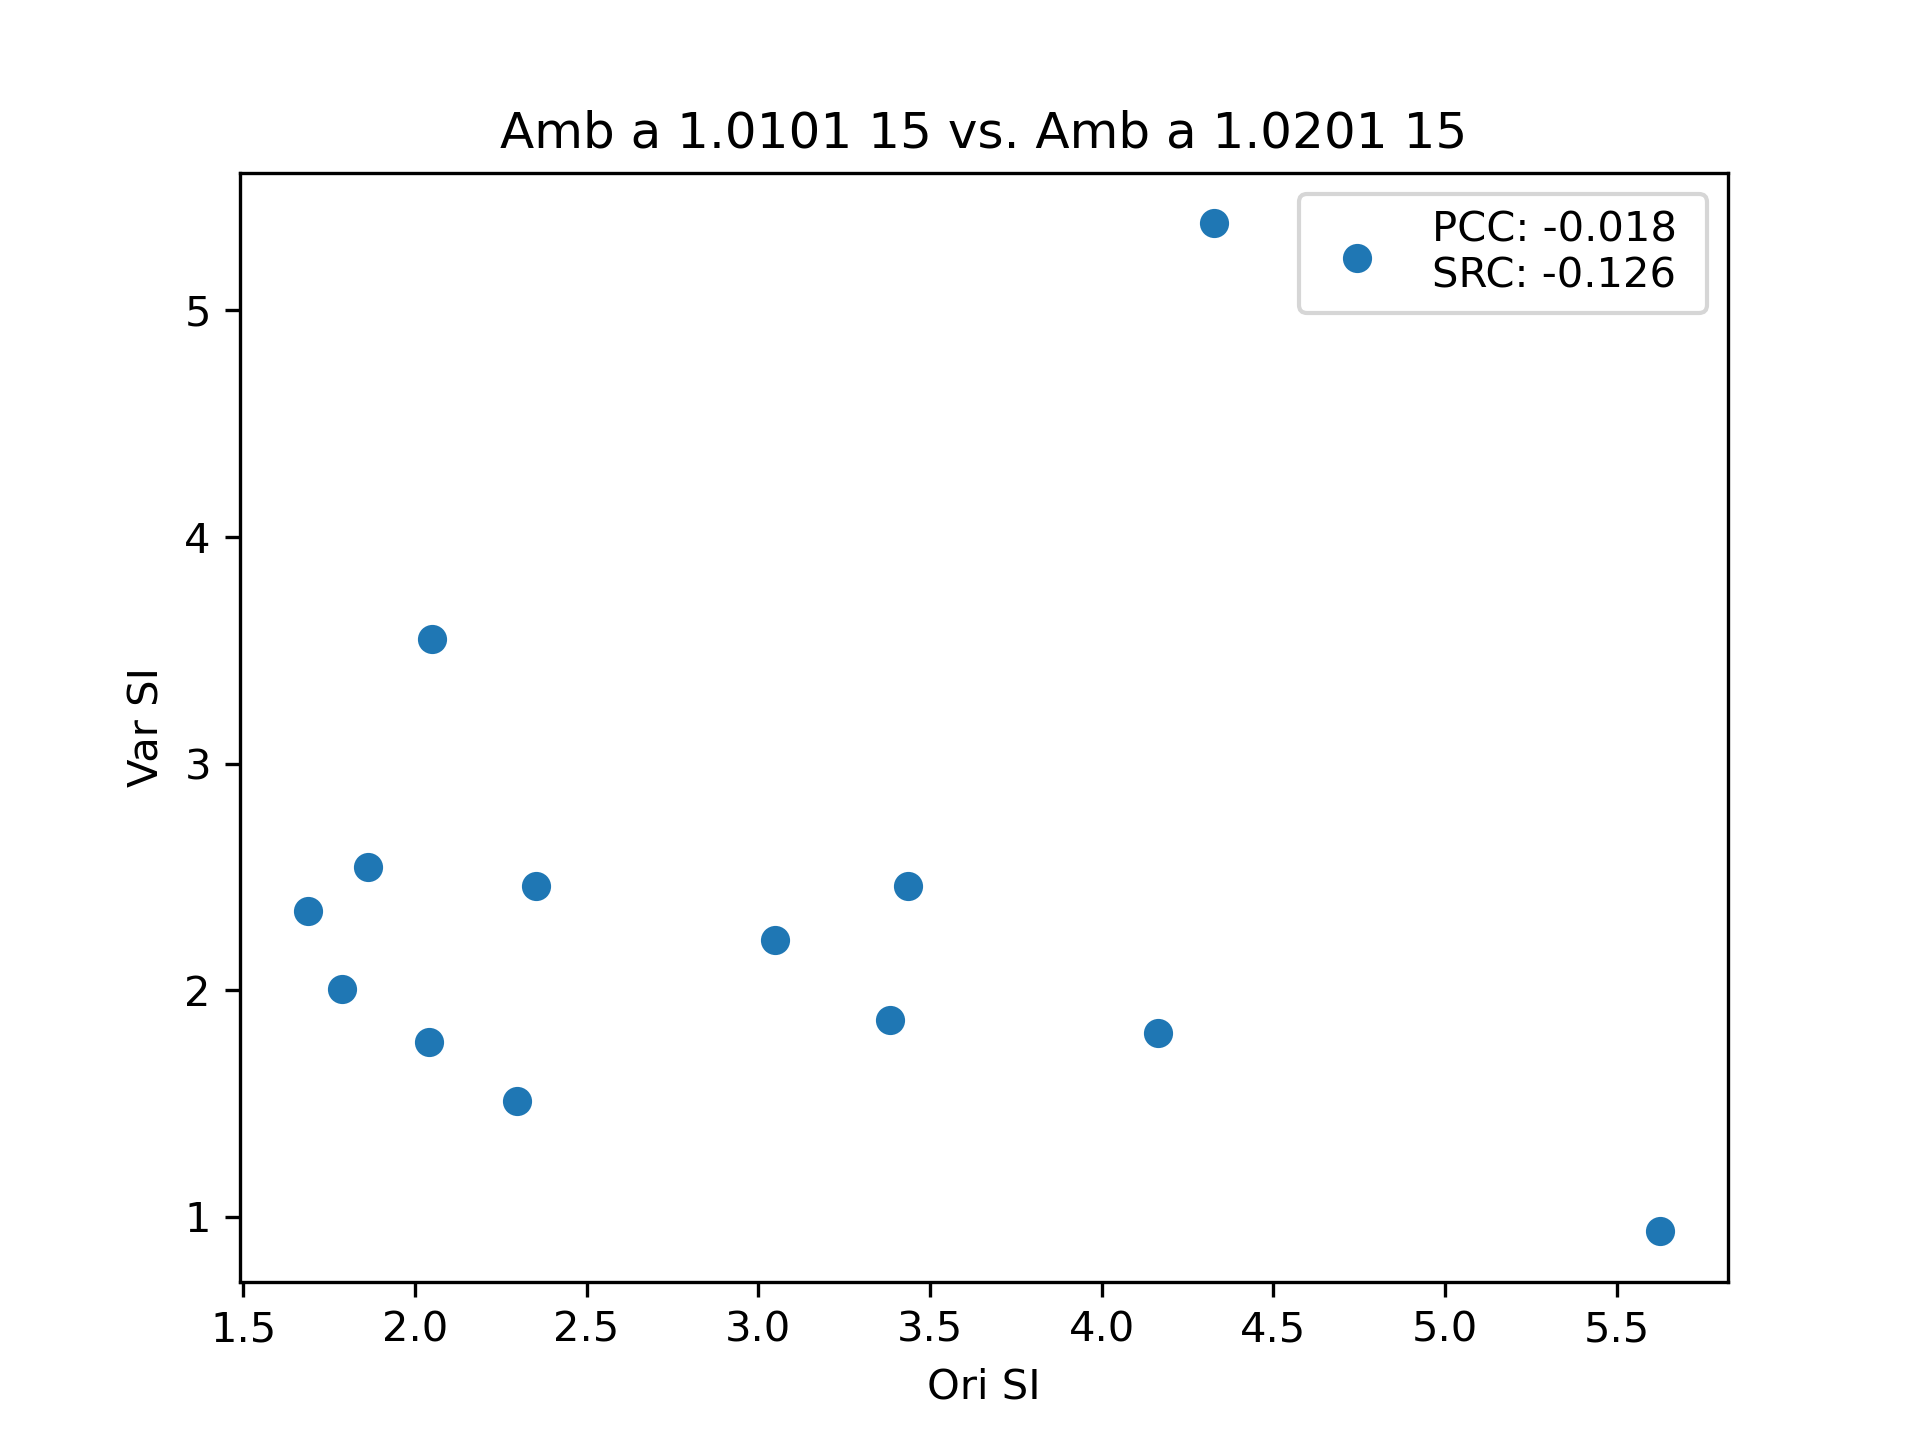 Amb a 1.0101 15 vs. Amb a 1.0201 15
PCC: -0.018
SRC: -0.126
5
4
3
2
1
Var SI
1.5 2.0 2.5 3.0 3.5 4.0 4.5 5.0 5.5
Ori SI